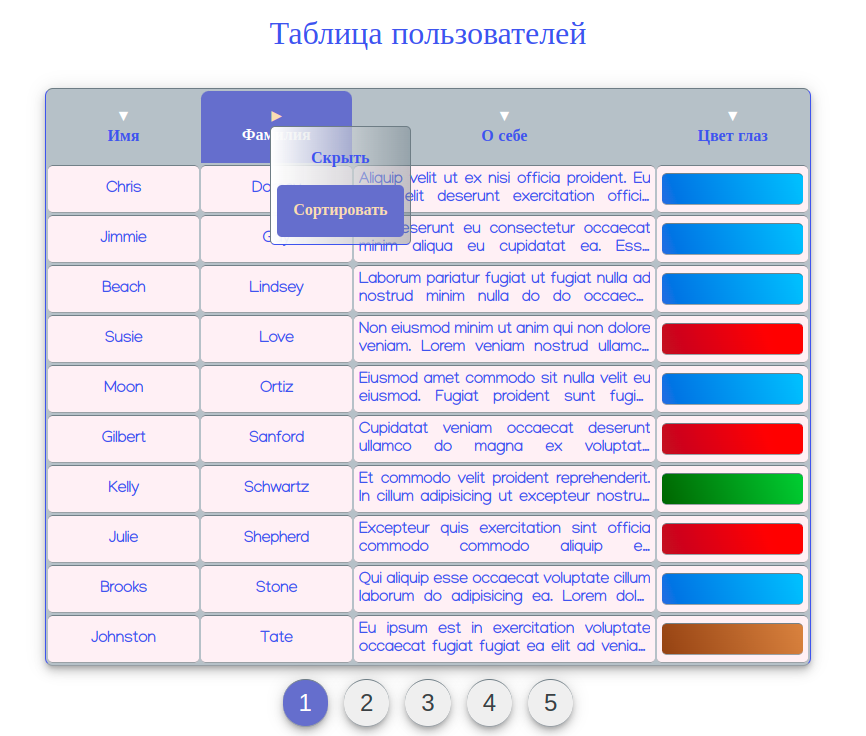 Таблица пользователей
▼ ▶ ▼ ▼
Имя Фамилия О себе Цвет глаз
Скрыть
Сортировать
Chris
Aliquip velit ut ex nisi officia proident. Eu
elit deserunt exercitation offici...
Jimmie
deserunt eu consectetur occaecat
minim aliqua eu cupidatat ea. Ess...
Beach Lindsey
Laborum pariatur fugiat ut fugiat nulla ad
nostrud minim nulla do do occaec...
Susie Love
Non eiusmod minim ut anim qui non dolore
veniam. Lorem veniam nostrud ullamc...
Moon Ortiz
Eiusmod amet commodo sit nulla velit eu
eiusmod. Fugiat proident sunt fugi...
Gilbert Sanford
Cupidatat veniam occaecat deserunt
ullamco do magna ex voluptat...
Kelly Schwartz
Et commodo velit proident reprehenderit.
In cillum adipisicing ut excepteur nostru...
Julie Shepherd
Excepteur quis exercitation sint officia
commodo commodo aliquip e...
Brooks Stone
Qui aliquip esse occaecat voluptate cillum
laborum do adipisicing ea. Lorem dol...
Johnston Tate
Eu ipsum est in exercitation voluptate
occaecat fugiat fugiat ea elit ad venia...
1 2 3 4 5